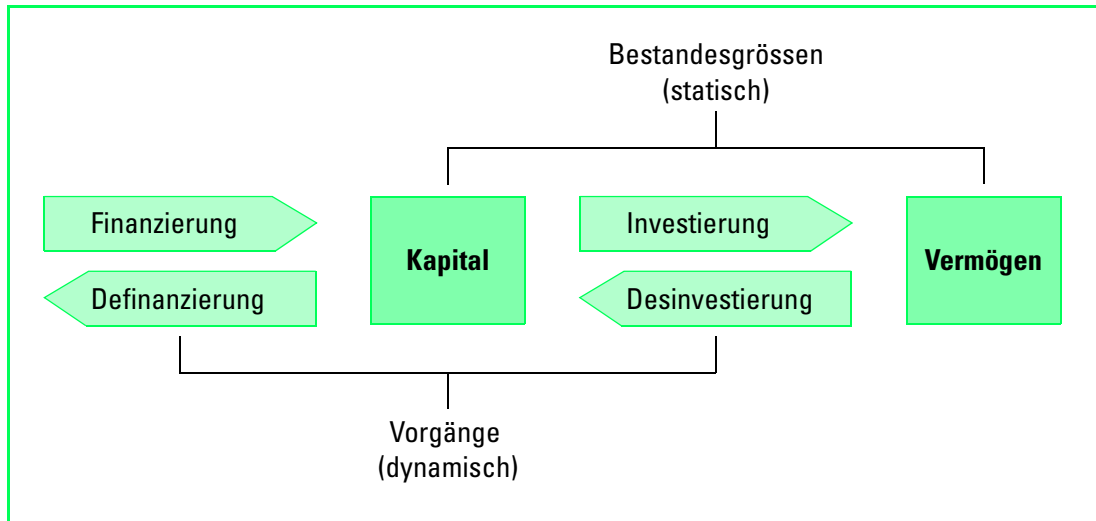 Bestandesgrössen
(statisch)
Finanzierung
Definanzierung
Kapital
Investierung
Desinvestierung
Vermögen
Vorgänge
(dynamisch)